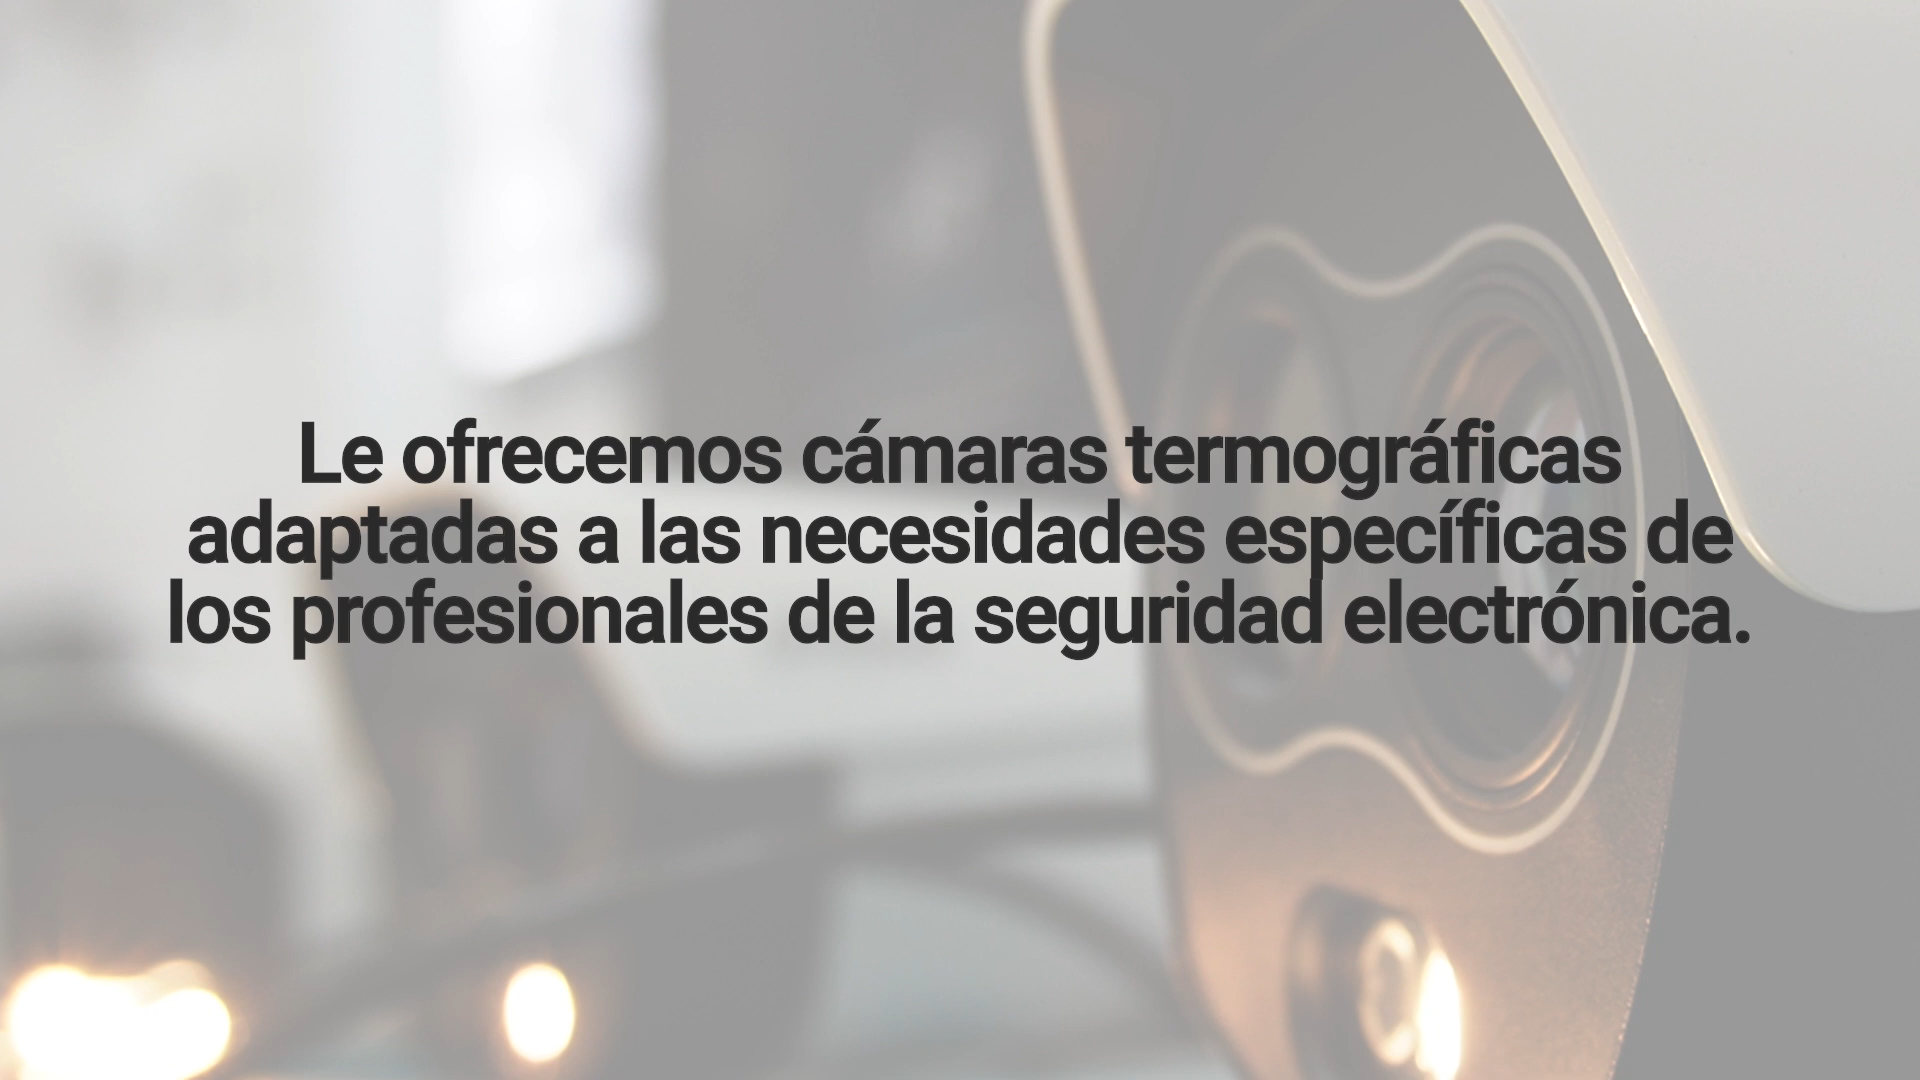 Le ofrecemos cámaras termográficas
adaptadas a las necesidades específicas de
los profesionales de la seguridad electrónica.